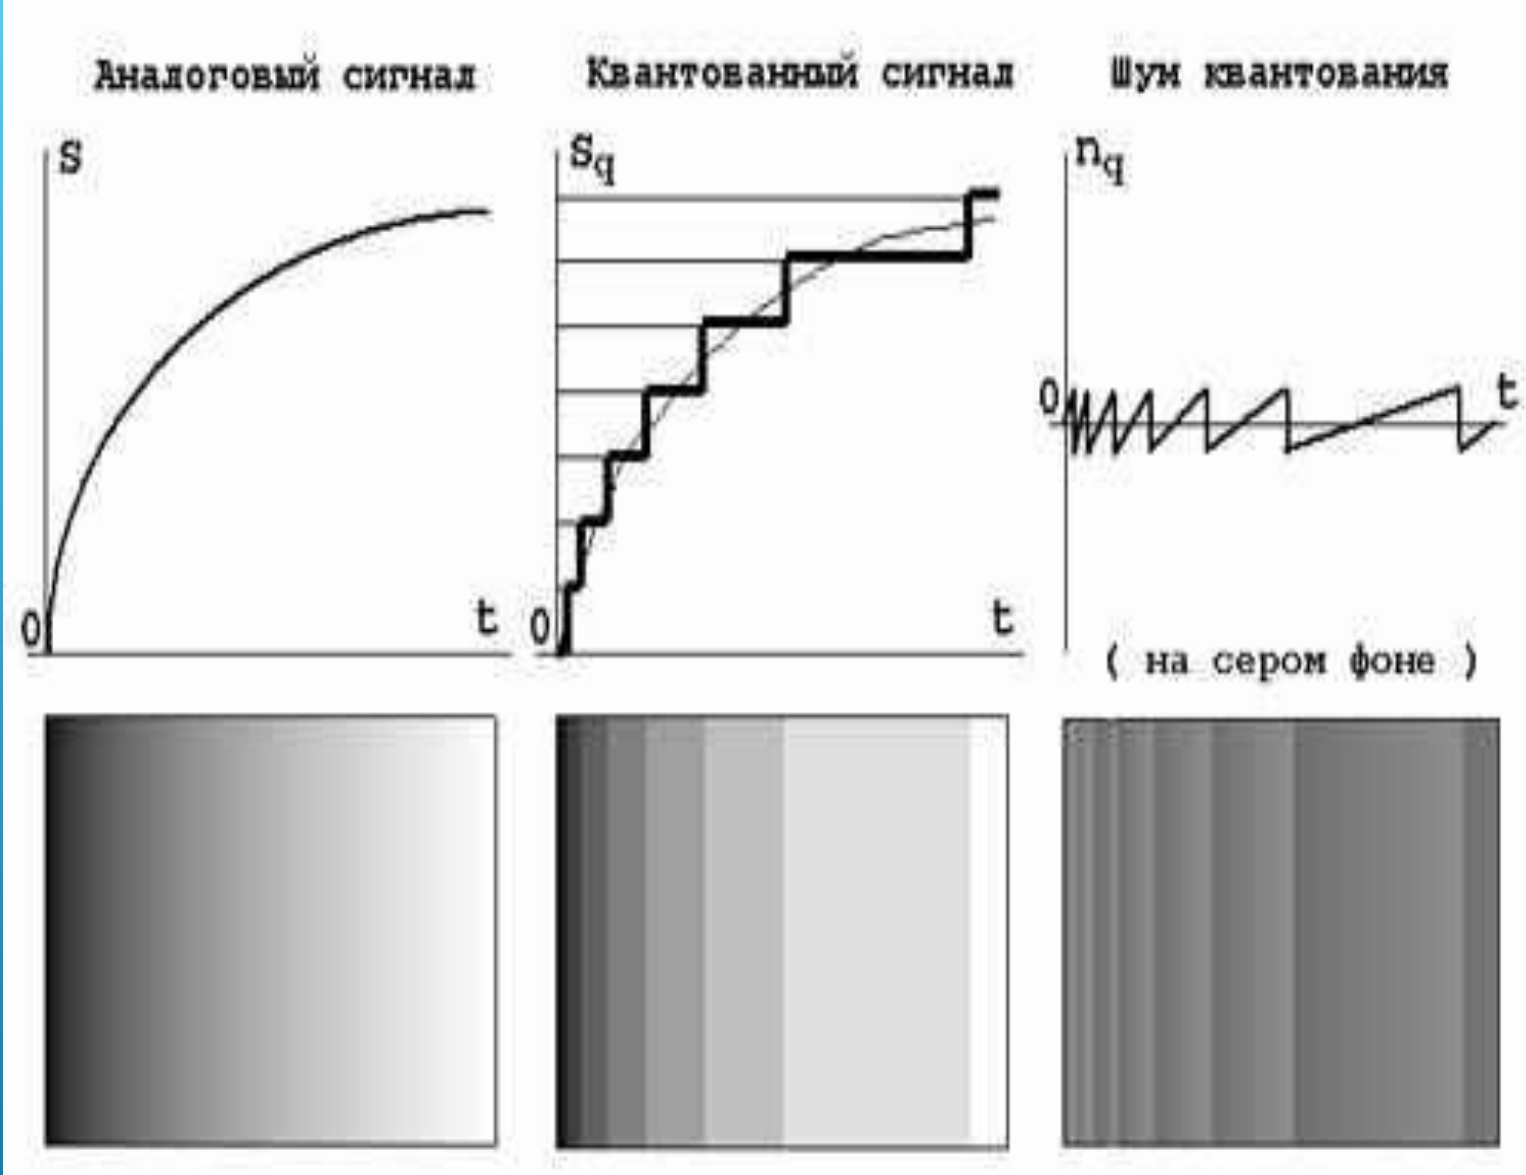 Аналоговый сигнал
Квантованный сигнал
Шум квантования
S
Sq
nq
0
t
0
t
0
t
( на сером фоне )